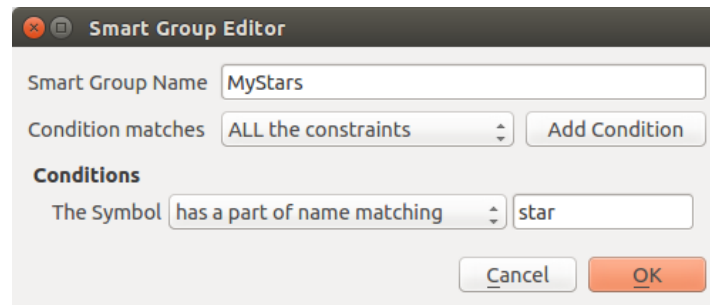 Smart Group Editor
Smart Group Name MyStars
Condition matches ALL the constraints Add Condition
Conditions
The Symbol has a part of name matching star
Cancel OK